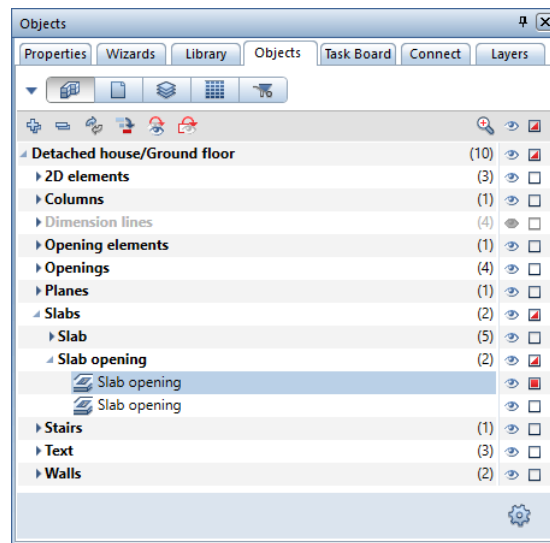 Objects
Properties Wizards Library Objects Task Board Connect Layers
Detached house/Ground floor (10)
2D elements (3)
Columns (1)
Dimension lines (4)
Opening elements (1)
Openings (4)
Planes (1)
Slabs (2)
Slab (5)
Slab opening (2)
Slab opening
Slab opening
Stairs (1)
Text (3)
Walls (2)